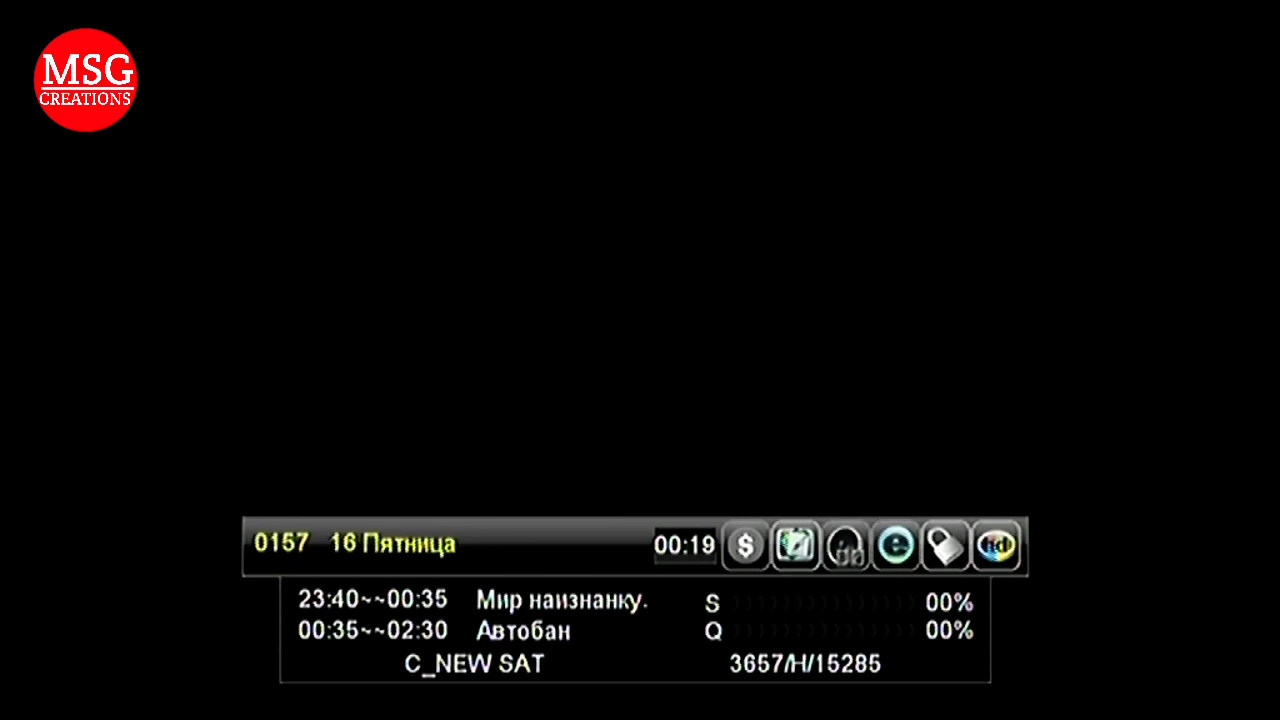 MSG
CREATIONS
0157 16 Пятница 00:19 $ e hd
23:40~~00:35 Мир наизнанку. S 00%
00:35~~02:30 Автобан Q 00%
C_NEW SAT 3657/H/15285